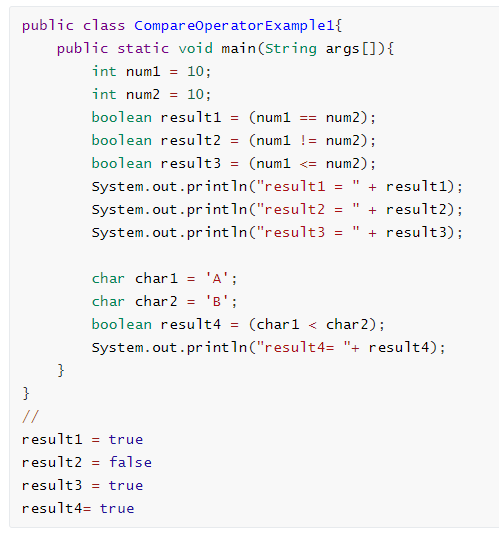 public class CompareOperatorExample1{
    public static void main(String args[]){
        int num1 = 10;
        int num2 = 10;
        boolean result1 = (num1 == num2);
        boolean result2 = (num1 != num2);
        boolean result3 = (num1 <= num2);
        System.out.println("result1 = " + result1);
        System.out.println("result2 = " + result2);
        System.out.println("result3 = " + result3);

        char char1 = 'A';
        char char2 = 'B';
        boolean result4 = (char1 < char2);
        System.out.println("result4= "+ result4);
    }
}
//
result1 = true
result2 = false
result3 = true
result4= true